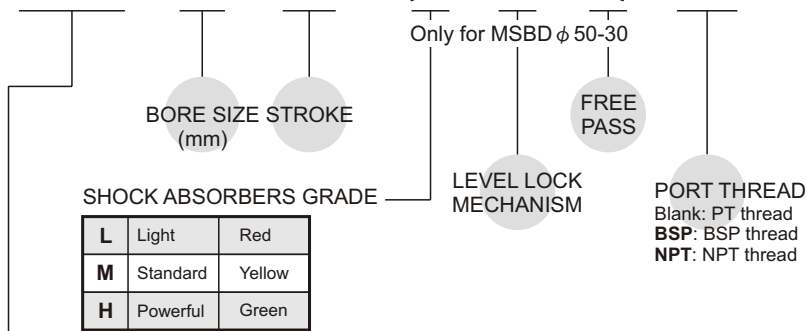 Only for MSBD φ 50-30
BORE SIZE
(mm)
STROKE
FREE
PASS
SHOCK ABSORBERS GRADE
LEVEL LOCK
MECHANISM
PORT THREAD
Blank: PT thread
BSP: BSP thread
NPT: NPT thread
L Light Red
M Standard Yellow
H Powerful Green